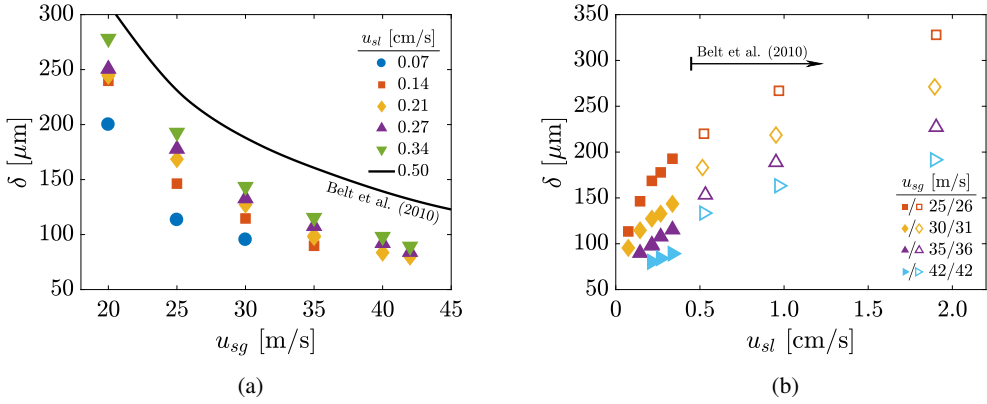 300
250
200
150
100
50
δ [μm]
20 25 30 35 40 45
u_sg [m/s]
u_sl [cm/s]
0.07
0.14
0.21
0.27
0.34
0.50
Belt et al. (2010)
(a)
350
300
250
200
150
100
50
δ [μm]
0 0.5 1.0 1.5 2.0
u_sl [cm/s]
Belt et al. (2010)
u_sg [m/s]
/ 25/26
/ 30/31
/ 35/36
/ 42/42
(b)